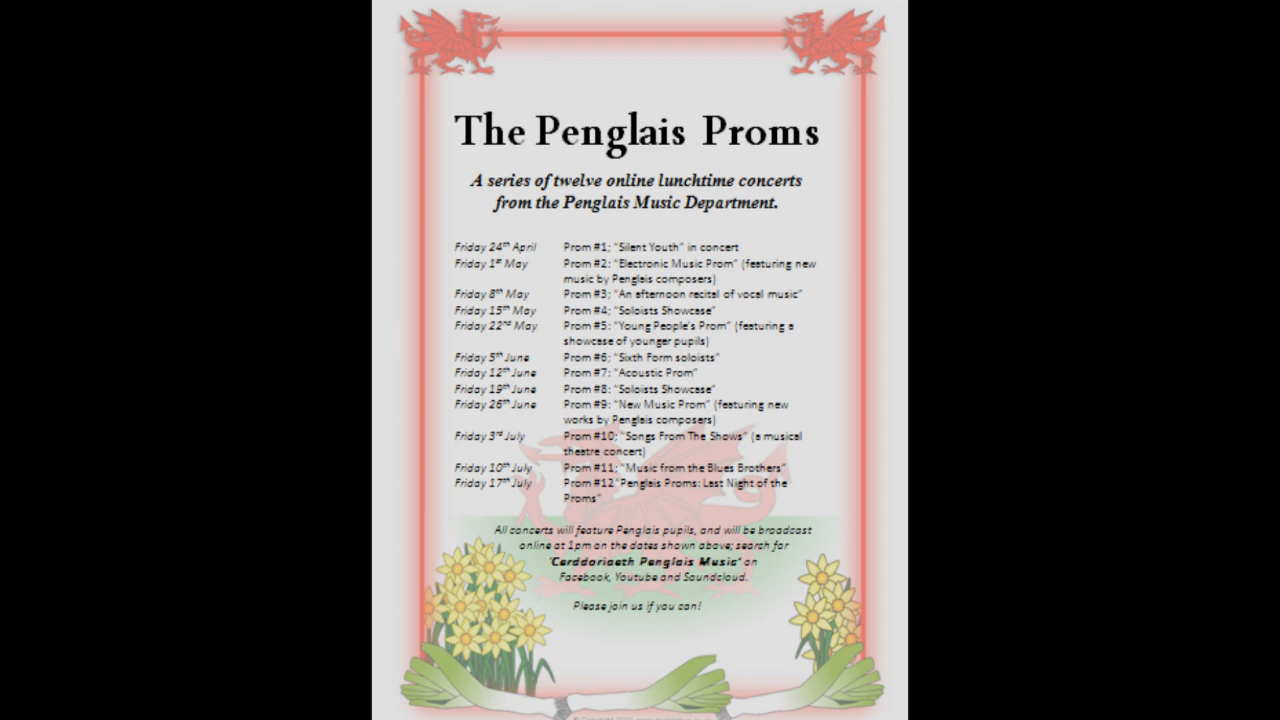 The Penglais Proms
A series of twelve online lunchtime concerts
from the Penglais Music Department.
Friday 24th April Prom #1; "Silent Youth" in concert
Friday 1st May Prom #2: "Electronic Music Prom" (featuring new
music by Penglais composers)
Friday 8th May Prom #3; "An afternoon recital of vocal music"
Friday 15th May Prom #4; "Soloists Showcase"
Friday 22nd May Prom #5: "Young People's Prom" (featuring a
showcase of younger pupils)
Friday 5th June Prom #6; "Sixth Form soloists"
Friday 12th June Prom #7: "Acoustic Prom"
Friday 19th June Prom #8: "Soloists Showcase"
Friday 26th June Prom #9: "New Music Prom" (featuring new
works by Penglais composers)
Friday 3rd July Prom #10; "Songs From The Shows" (a musical
theatre concert)
Friday 10th July Prom #11; "Music from the Blues Brothers"
Friday 17th July Prom #12 "Penglais Proms: Last Night of the
Proms"
All concerts will feature Penglais pupils, and will be broadcast
online at 1pm on the dates shown above; search for
'Cerddoriaeth Penglais Music' on
Facebook, Youtube and Soundcloud.
Please join us if you can!